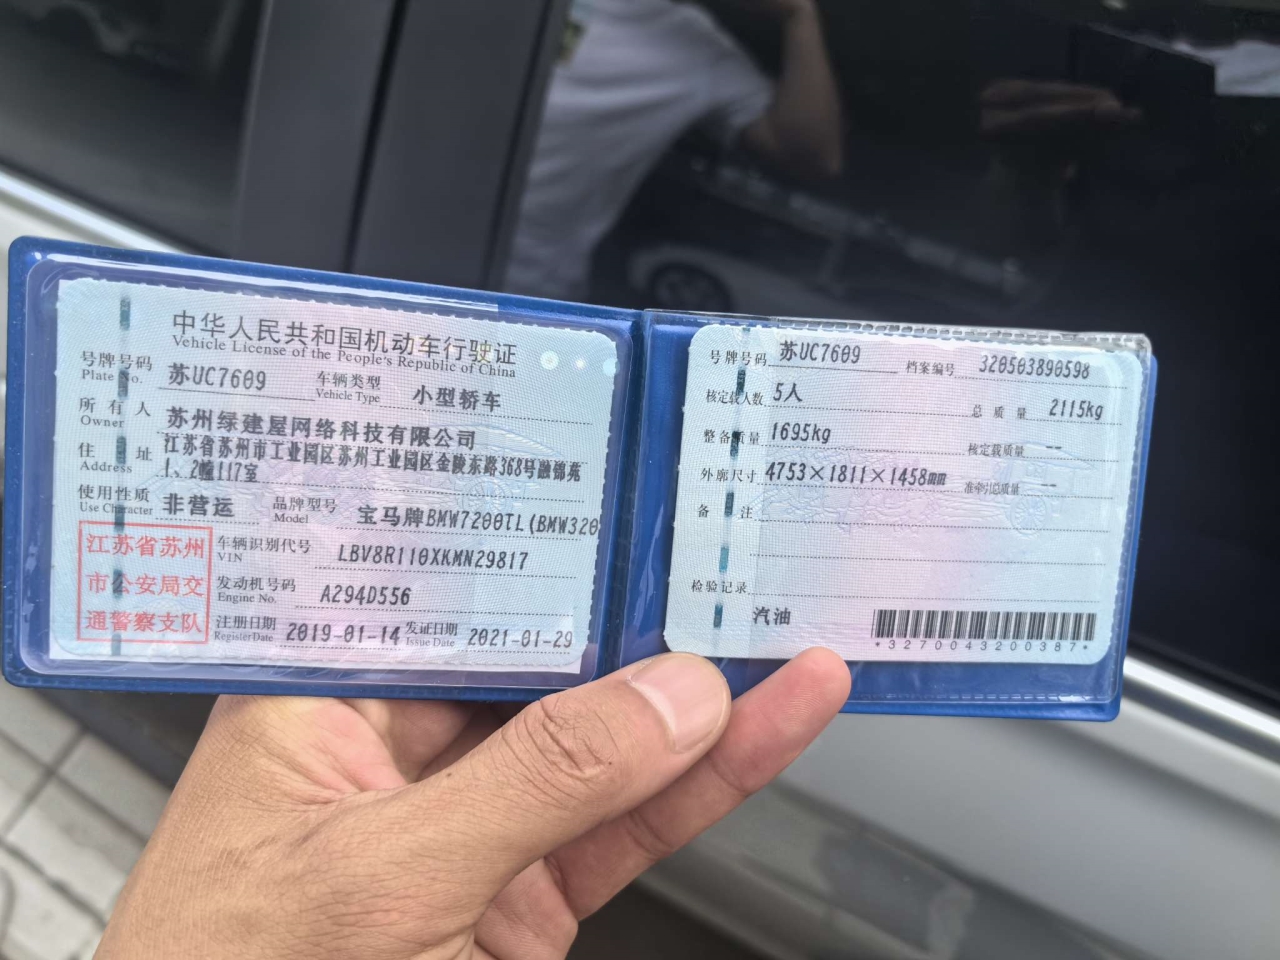 中华人民共和国机动车行驶证
Vehicle License of the People's Republic of China
号牌号码 苏UC7609 车辆类型 小型轿车
Plate No. Vehicle Type
所有人 苏州绿建屋网络科技有限公司
Owner
住址 江苏省苏州市工业园区苏州工业园区金陵东路368号融锦苑
Address 1、2幢117室
使用性质 非营运 品牌型号 宝马牌BMW7200TL(BMW320
Use Character Model
江苏省苏州
市公安局交
通警察支队
车辆识别代号 LBV8R110XKMN29817
VIN
发动机号码 A294D556
Engine No.
注册日期 2019-01-14 发证日期 2021-01-29
Register Date Issue Date
号牌号码 苏UC7609 档案编号 320503890598
核定载人数 5人 总质量 2115kg
整备质量 1695kg 核定载质量 --
外廓尺寸 4753×1811×1458mm 准牵引总质量 --
备注
检验记录
汽油
*3270043200387*